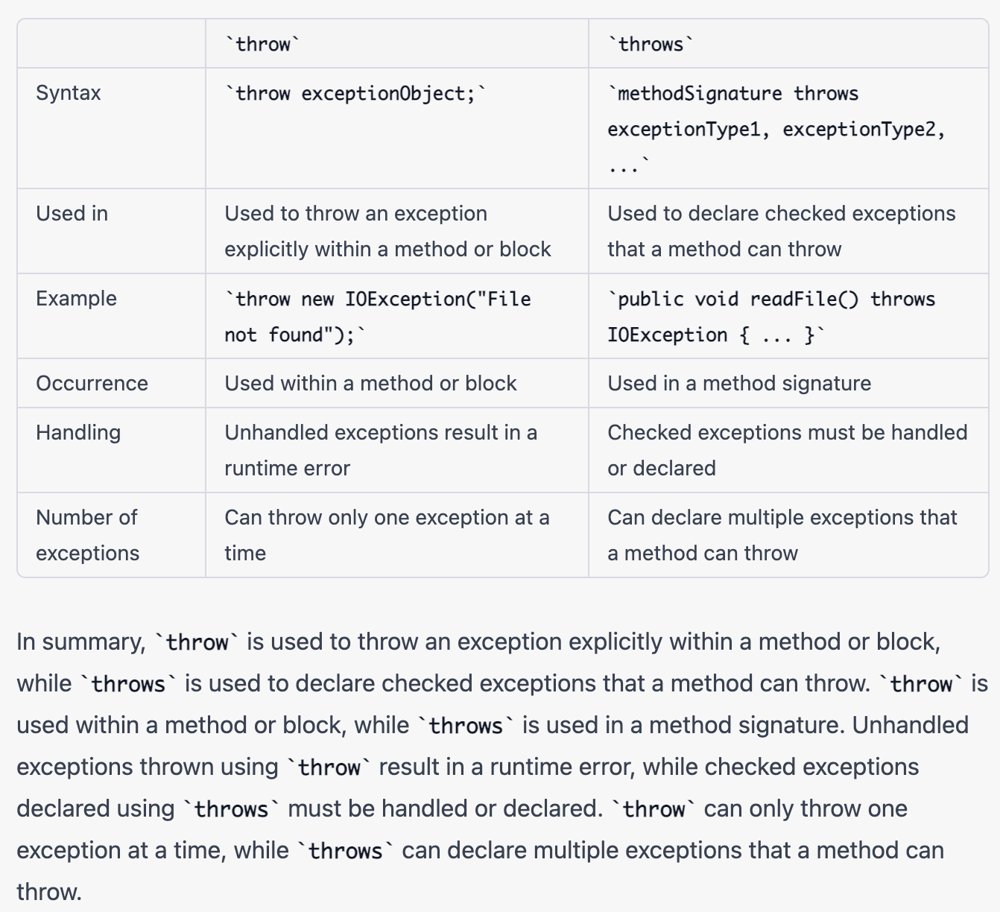 `throw`
`throws`
Syntax
`throw exceptionObject;`
`methodSignature throws
exceptionType1, exceptionType2,
...`
Used in
Used to throw an exception
explicitly within a method or block
Used to declare checked exceptions
that a method can throw
Example
`throw new IOException("File
not found");`
`public void readFile() throws
IOException { ... }`
Occurrence
Used within a method or block
Used in a method signature
Handling
Unhandled exceptions result in a
runtime error
Checked exceptions must be handled
or declared
Number of
exceptions
Can throw only one exception at a
time
Can declare multiple exceptions that
a method can throw
In summary, `throw` is used to throw an exception explicitly within a method or block,
while `throws` is used to declare checked exceptions that a method can throw. `throw` is
used within a method or block, while `throws` is used in a method signature. Unhandled
exceptions thrown using `throw` result in a runtime error, while checked exceptions
declared using `throws` must be handled or declared. `throw` can only throw one
exception at a time, while `throws` can declare multiple exceptions that a method can
throw.